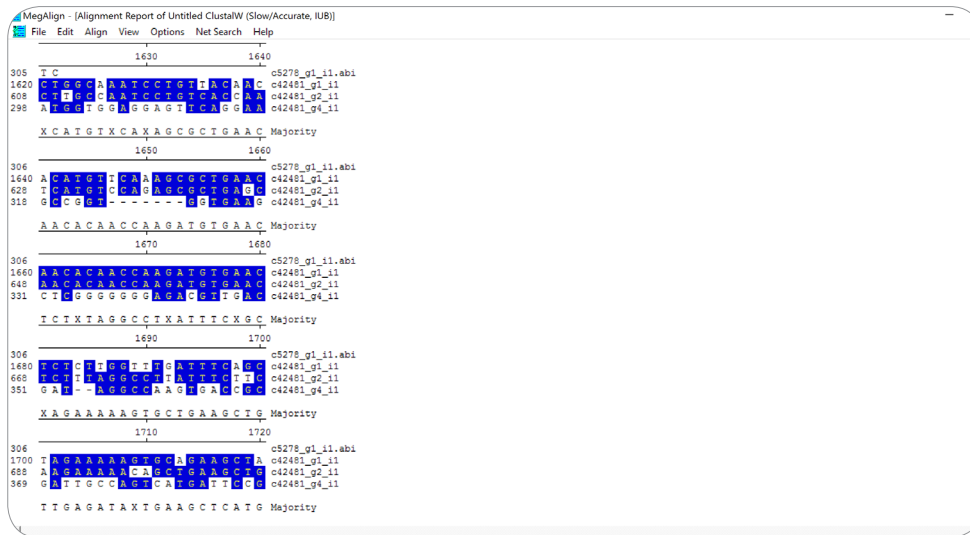 MegAlign - [Alignment Report of Untitled ClustalW (Slow/Accurate, IUB)]
File Edit Align View Options Net Search Help
1630 1640
305 T C c5278_g1_i1.abi
1620 C T G G C A A A T C C T G T T A C A A C c42481_g1_i1
608 C T T G C C A A T C C T G T C A C C A A c42481_g2_i1
298 A T G G T G G A G G A G T T C A G G A A c42481_g4_i1
X C A T G T X C A X A G C G C T G A A C Majority
1650 1660
306 c5278_g1_i1.abi
1640 A C A T G T T C A A A G C G C T G A A C c42481_g1_i1
628 T C A T G T C C A G A G C G C T G A G C c42481_g2_i1
318 G C C G G T - - - - - - - G G T G A A G c42481_g4_i1
A A C A C A A C C A A G A T G T G A A C Majority
1670 1680
306 c5278_g1_i1.abi
1660 A A C A C A A C C A A G A T G T G A A C c42481_g1_i1
648 A A C A C A A C C A A G A T G T G A A C c42481_g2_i1
331 C T C G G G G G G G A G A C G T T G A C c42481_g4_i1
T C T X T A G G C C T X A T T T C X G C Majority
1690 1700
306 c5278_g1_i1.abi
1680 T C T C T T G G T T T G A T T T C A G C c42481_g1_i1
668 T C T T T A G G C C T T A T T T C T T C c42481_g2_i1
351 G A T - - A G G C C A A G T G A C C G C c42481_g4_i1
X A G A A A A A G T G C T G A A G C T G Majority
1710 1720
306 c5278_g1_i1.abi
1700 T A G A A A A A G T G C A G A A G C T A c42481_g1_i1
688 A A G A A A A A C A G C T G A A G C T G c42481_g2_i1
369 G A T T G C C A G T C A T G A T T C C G c42481_g4_i1
T T G A G A T A X T G A A G C T C A T G Majority